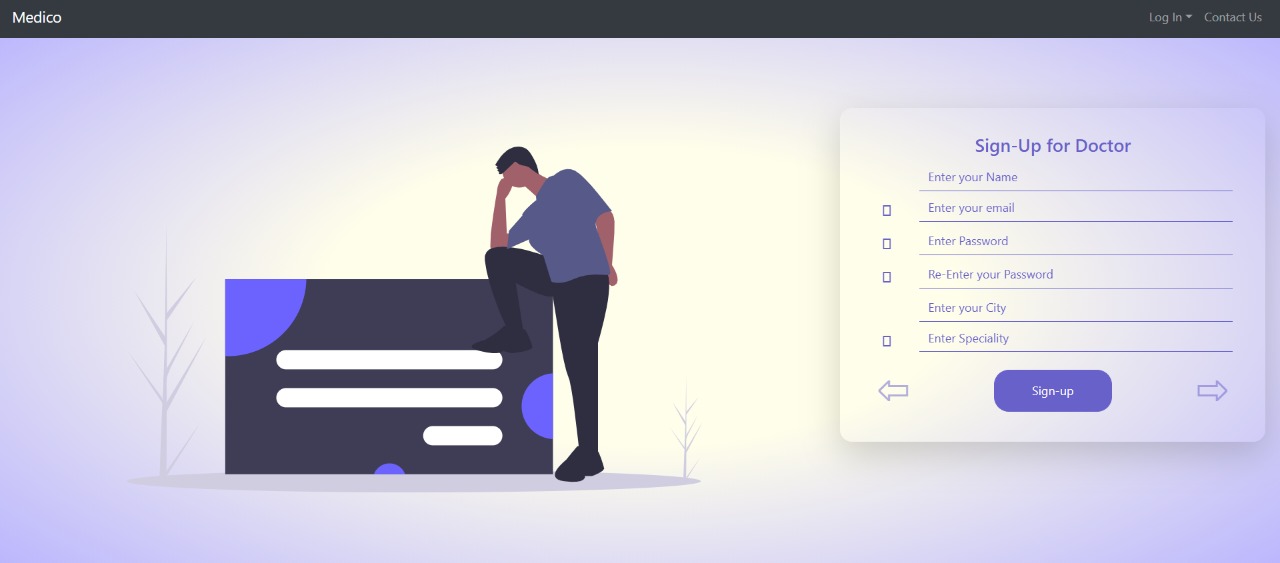 Medico
Log In Contact Us
Sign-Up for Doctor
Enter your Name
Enter your email
Enter Password
Re-Enter your Password
Enter your City
Enter Speciality
Sign-up